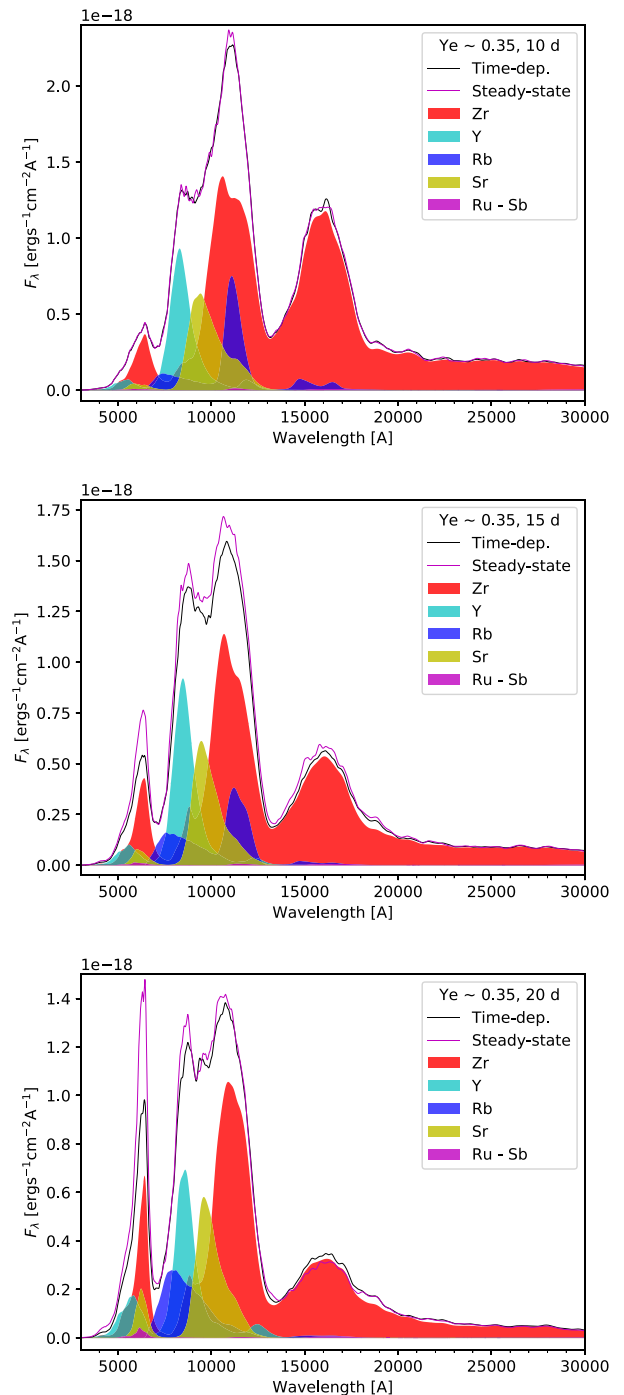 1e−18
Ye ~ 0.35, 10 d
Time-dep.
Steady-state
Zr
Y
Rb
Sr
Ru - Sb
2.0
1.5
1.0
0.5
0.0
Fλ [ergs⁻¹cm⁻²A⁻¹]
5000 10000 15000 20000 25000 30000
Wavelength [A]
1e−18
Ye ~ 0.35, 15 d
Time-dep.
Steady-state
Zr
Y
Rb
Sr
Ru - Sb
1.75
1.50
1.25
1.00
0.75
0.50
0.25
0.00
Fλ [ergs⁻¹cm⁻²A⁻¹]
5000 10000 15000 20000 25000 30000
Wavelength [A]
1e−18
Ye ~ 0.35, 20 d
Time-dep.
Steady-state
Zr
Y
Rb
Sr
Ru - Sb
1.4
1.2
1.0
0.8
0.6
0.4
0.2
0.0
Fλ [ergs⁻¹cm⁻²A⁻¹]
5000 10000 15000 20000 25000 30000
Wavelength [A]